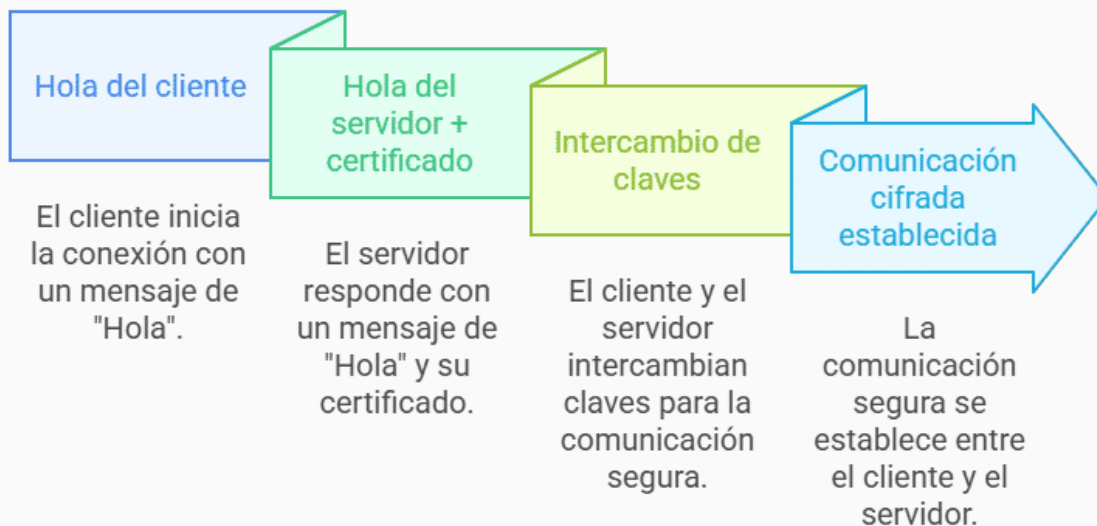 Hola del cliente
El cliente inicia
la conexión con
un mensaje de
"Hola".
Hola del
servidor +
certificado
El servidor
responde con
un mensaje de
"Hola" y su
certificado.
Intercambio de
claves
El cliente y el
servidor
intercambian
claves para la
comunicación
segura.
Comunicación
cifrada
establecida
La
comunicación
segura se
establece entre
el cliente y el
servidor.